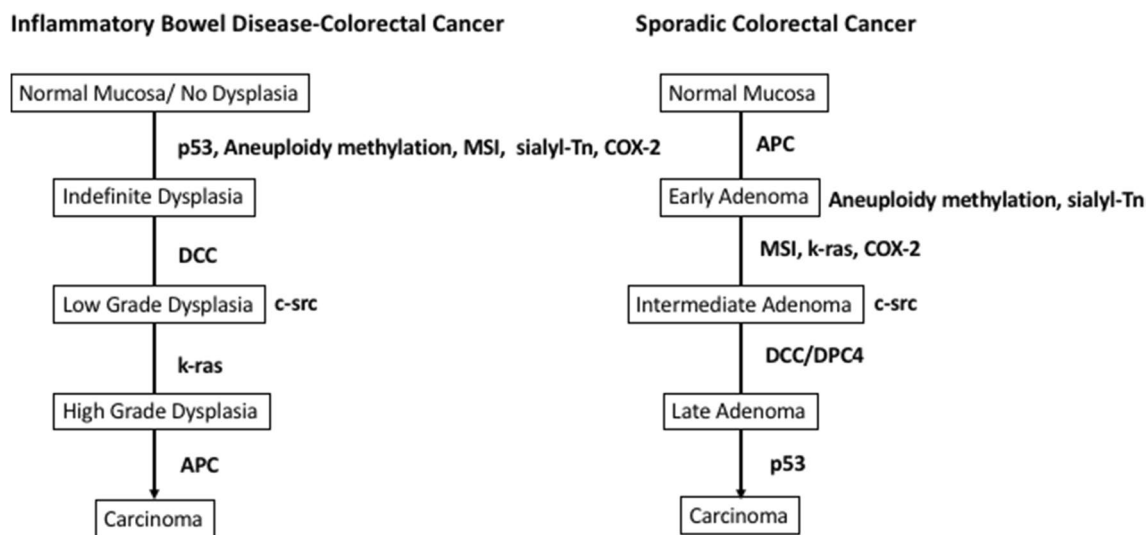 Inflammatory Bowel Disease-Colorectal Cancer
Normal Mucosa/ No Dysplasia
p53, Aneuploidy methylation, MSI, sialyl-Tn, COX-2
Indefinite Dysplasia
DCC
Low Grade Dysplasia
c-src
k-ras
High Grade Dysplasia
APC
Carcinoma
Sporadic Colorectal Cancer
Normal Mucosa
APC
Early Adenoma
Aneuploidy methylation, sialyl-Tn
MSI, k-ras, COX-2
Intermediate Adenoma
c-src
DCC/DPC4
Late Adenoma
p53
Carcinoma